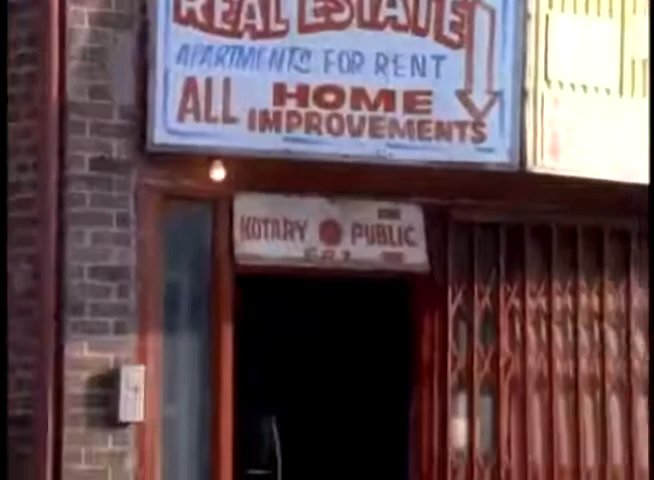 REAL ESTATE
APARTMENTS FOR RENT
ALL HOME
IMPROVEMENTS
NOTARY PUBLIC